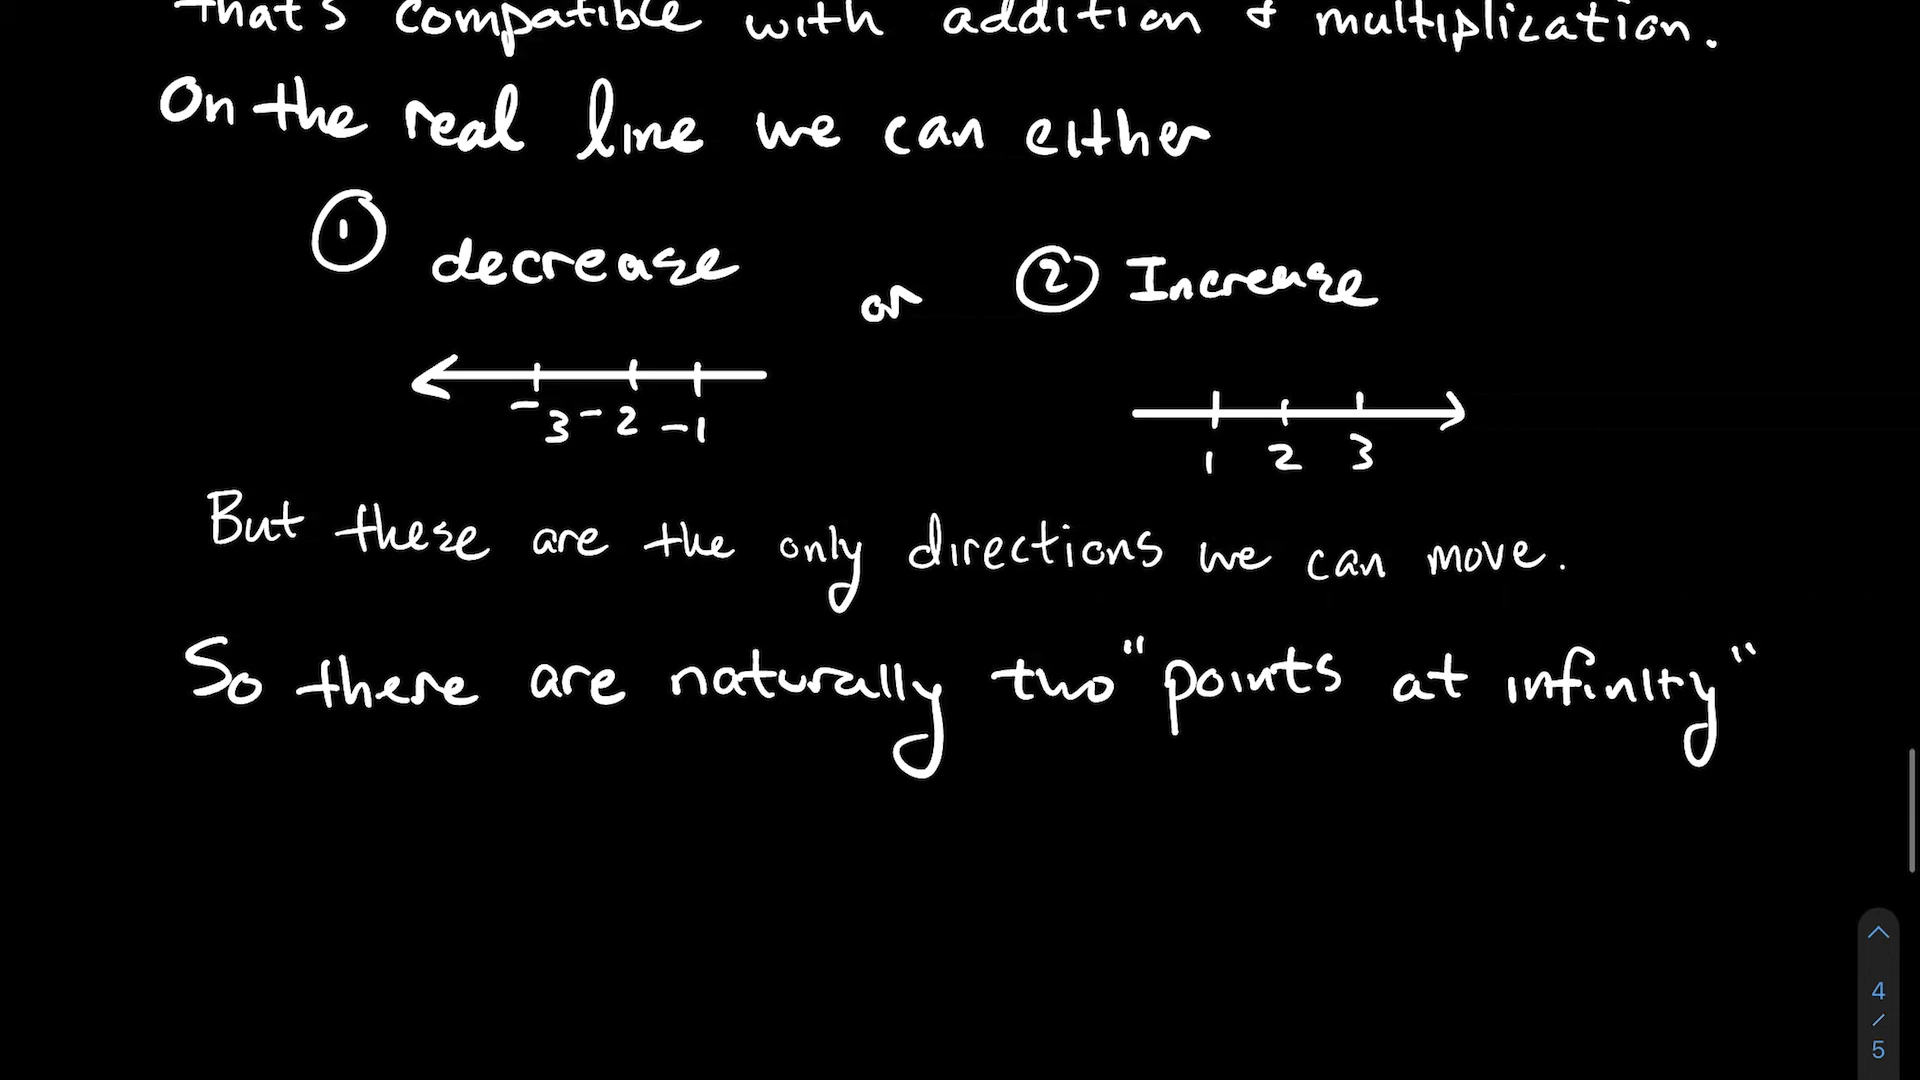 that's compatible with addition & multiplication.
On the real line we can either
① decrease or ② Increase
-3 -2 -1
1 2 3
But these are the only directions we can move.
So there are naturally two "points at infinity"
4
/
5